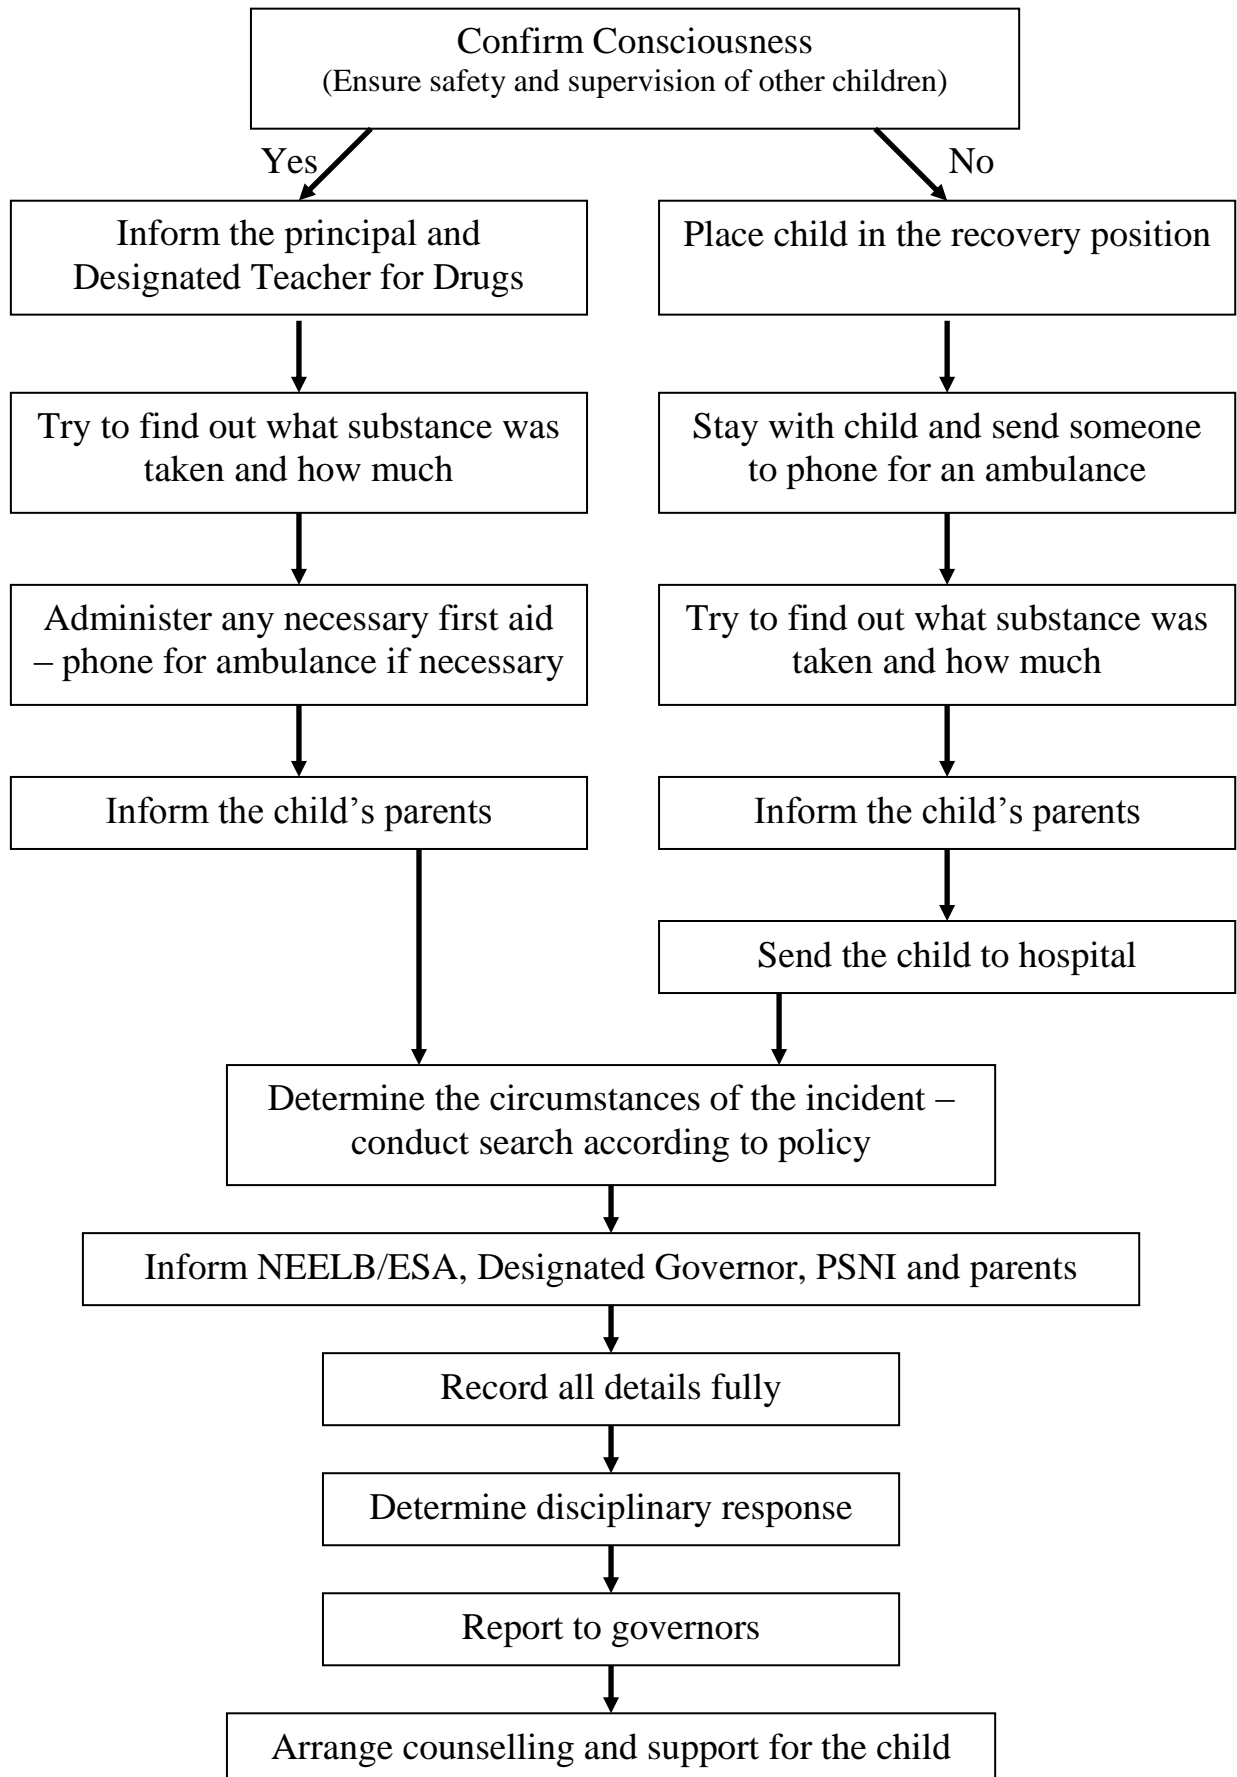 Confirm Consciousness
(Ensure safety and supervision of other children)
Yes
No
Inform the principal and
Designated Teacher for Drugs
Place child in the recovery position
Try to find out what substance was
taken and how much
Stay with child and send someone
to phone for an ambulance
Administer any necessary first aid
– phone for ambulance if necessary
Try to find out what substance was
taken and how much
Inform the child’s parents
Inform the child’s parents
Send the child to hospital
Determine the circumstances of the incident –
conduct search according to policy
Inform NEELB/ESA, Designated Governor, PSNI and parents
Record all details fully
Determine disciplinary response
Report to governors
Arrange counselling and support for the child